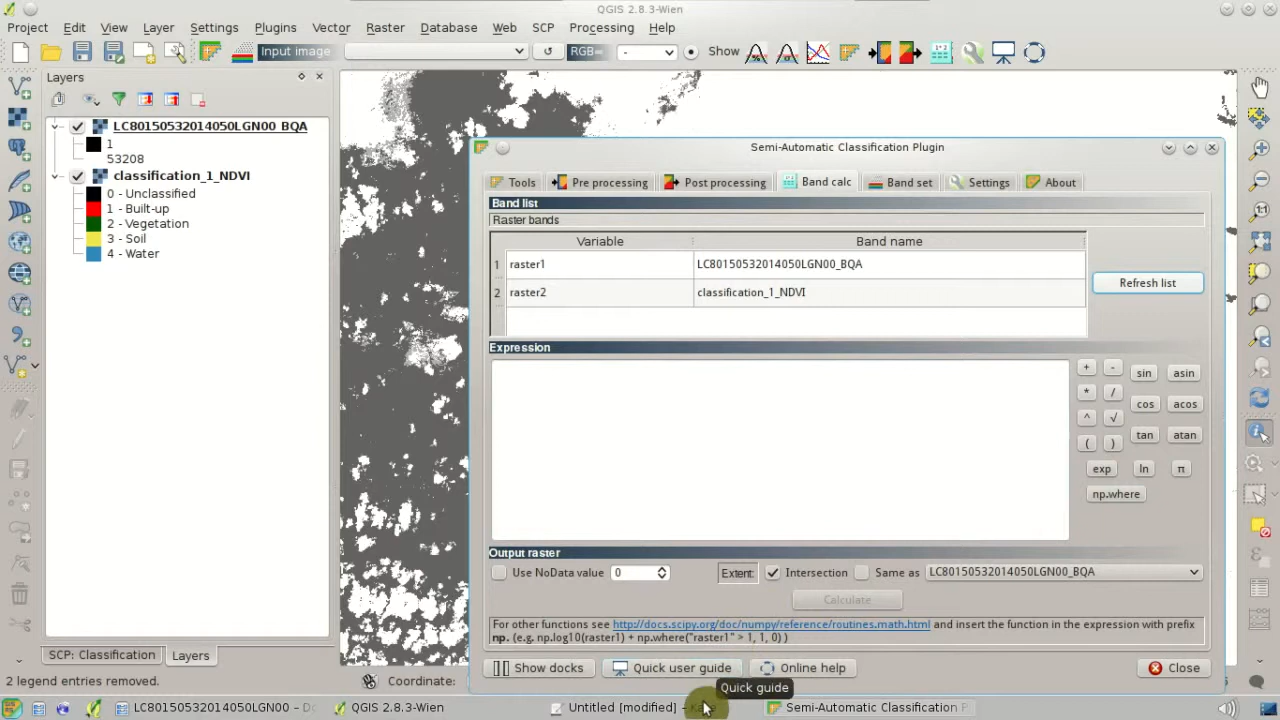 QGIS 2.8.3-Wien
Project Edit View Layer Settings Plugins Vector Raster Database Web SCP Processing Help
Input image RGB= - Show
Layers
LC80150532014050LGN00_BQA
1
53208
classification_1_NDVI
0 - Unclassified
1 - Built-up
2 - Vegetation
3 - Soil
4 - Water
Semi-Automatic Classification Plugin
Tools Pre processing Post processing Band calc Band set Settings About
Band list
Raster bands
Variable Band name
1 raster1 LC80150532014050LGN00_BQA
2 raster2 classification_1_NDVI
Refresh list
Expression
+ - sin asin
* / cos acos
^ √ tan atan
( )
exp ln π
np.where
Output raster
Use NoData value 0 Extent: Intersection Same as LC80150532014050LGN00_BQA
Calculate
For other functions see http://docs.scipy.org/doc/numpy/reference/routines.math.html and insert the function in the expression with prefix
np. (e.g. np.log10(raster1) + np.where("raster1" > 1, 1, 0) )
Show docks Quick user guide Online help Close
Quick guide
SCP: Classification Layers
2 legend entries removed. Coordinate:
LC80150532014050LGN00 – Do QGIS 2.8.3-Wien Untitled [modified] – Semi-Automatic Classification P